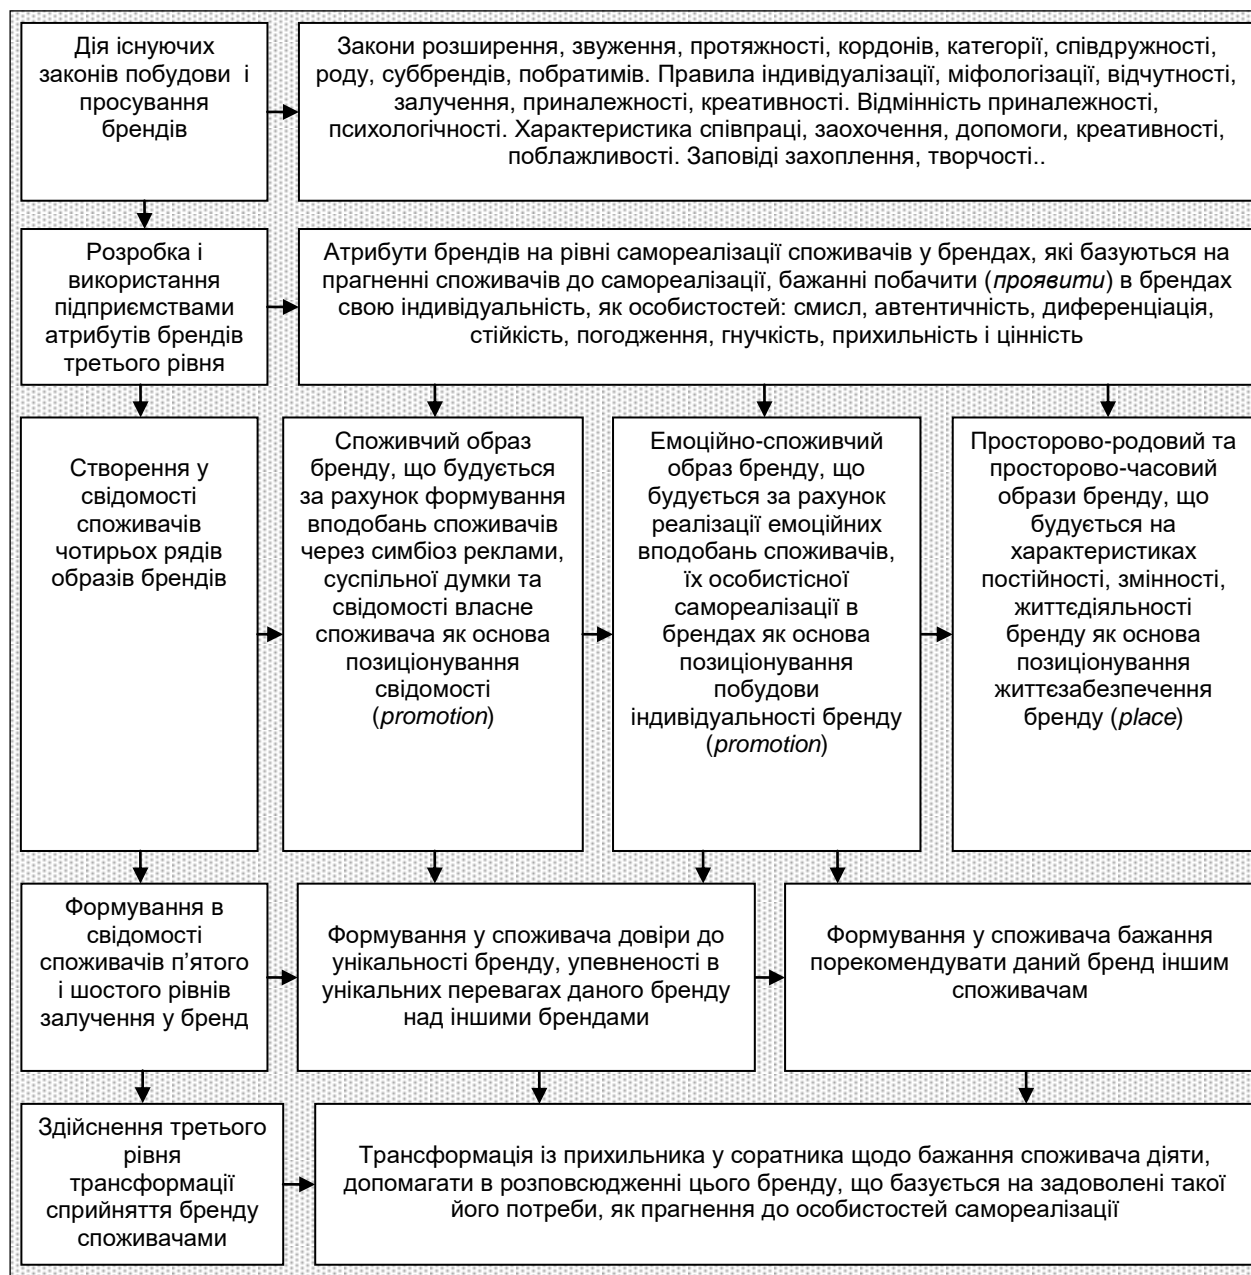 Дія існуючих
законів побудови і
просування
брендів
Закони розширення, звуження, протяжності, кордонів, категорії, співдружності,
роду, суббрендів, побратимів. Правила індивідуалізації, міфологізації, відчутності,
залучення, приналежності, креативності. Відмінність приналежності,
психологічності. Характеристика співпраці, заохочення, допомоги, креативності,
поблажливості. Заповіді захоплення, творчості..
Розробка і
використання
підприємствами
атрибутів брендів
третього рівня
Атрибути брендів на рівні самореалізації споживачів у брендах, які базуються на
прагненні споживачів до самореалізації, бажанні побачити (проявити) в брендах
свою індивідуальність, як особистостей: смисл, автентичність, диференціація,
стійкість, погодження, гнучкість, прихильність і цінність
Створення у
свідомості
споживачів
чотирьох рядів
образів брендів
Споживчий образ
бренду, що будується
за рахунок формування
вподобань споживачів
через симбіоз реклами,
суспільної думки та
свідомості власне
споживача як основа
позиціонування
свідомості
(promotion)
Емоційно-споживчий
образ бренду, що
будується за рахунок
реалізації емоційних
вподобань споживачів,
їх особистісної
самореалізації в
брендах як основа
позиціонування
побудови
індивідуальності бренду
(promotion)
Просторово-родовий та
просторово-часовий
образи бренду, що
будується на
характеристиках
постійності, змінності,
життєдіяльності
бренду як основа
позиціонування
життєзабезпечення
бренду (place)
Формування в
свідомості
споживачів п’ятого
і шостого рівнів
залучення у бренд
Формування у споживача довіри до
унікальності бренду, упевненості в
унікальних перевагах даного бренду
над іншими брендами
Формування у споживача бажання
порекомендувати даний бренд іншим
споживачам
Здійснення третього
рівня
трансформації
сприйняття бренду
споживачами
Трансформація із прихильника у соратника щодо бажання споживача діяти,
допомагати в розповсюдженні цього бренду, що базується на задоволені такої
його потреби, як прагнення до особистостей самореалізації